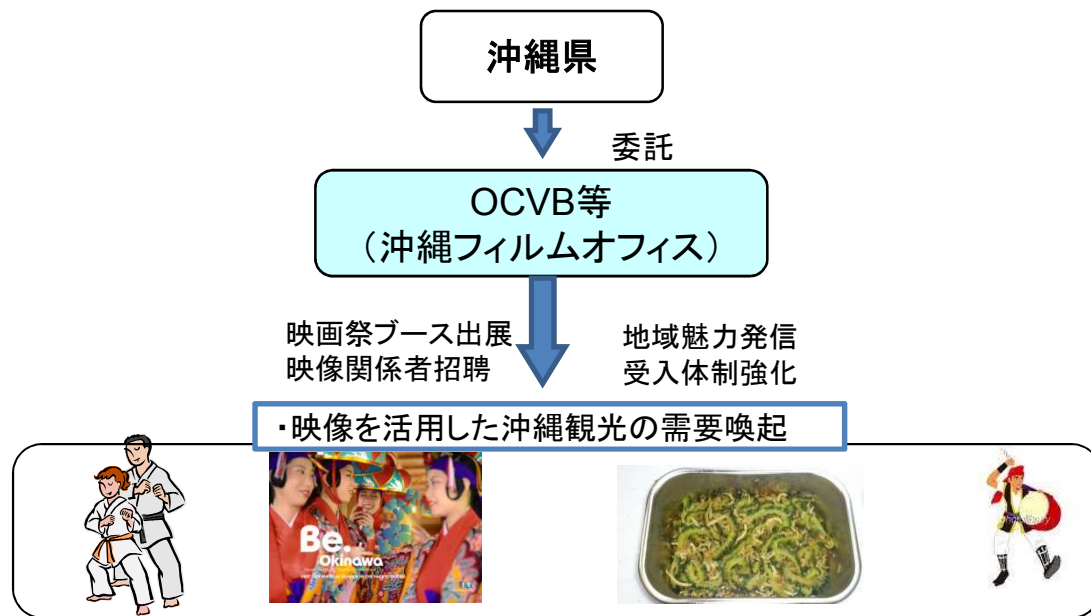 沖縄県
委託
OCVB等
（沖縄フィルムオフィス）
映画祭ブース出展
映像関係者招聘
地域魅力発信
受入体制強化
・映像を活用した沖縄観光の需要喚起
Be.
Okinawa